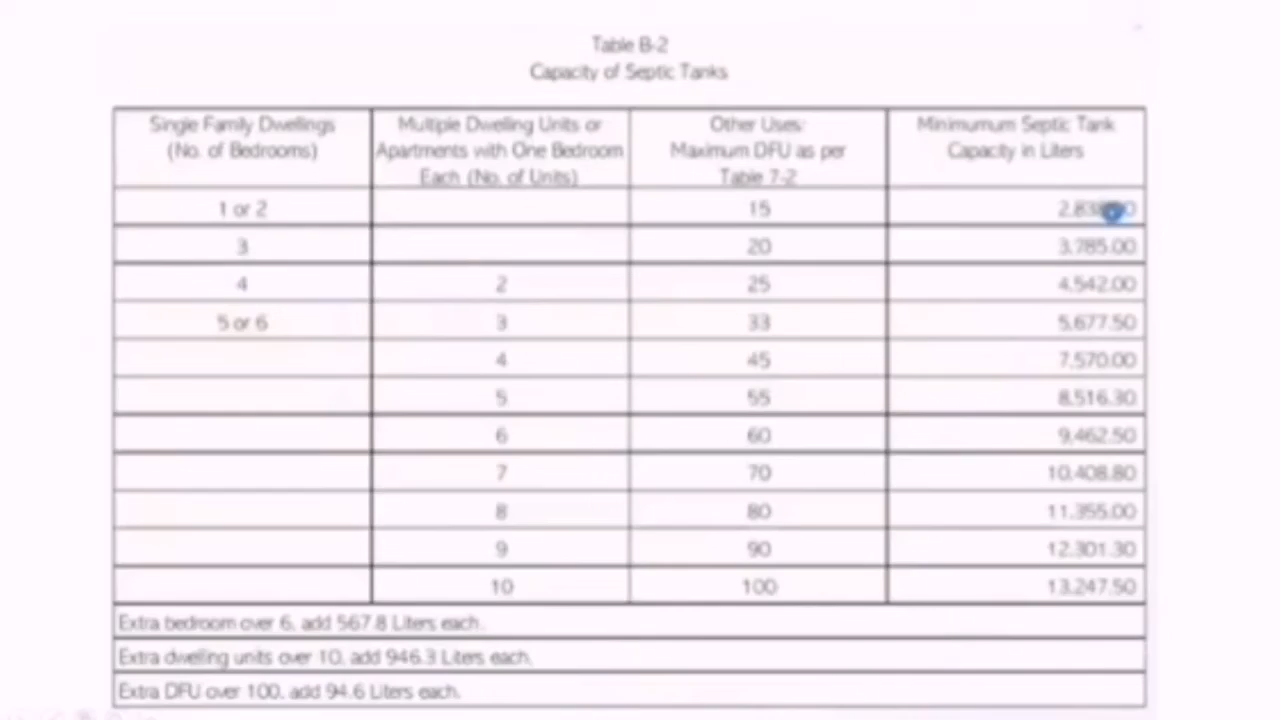 Table B-2
Capacity of Septic Tanks
Single Family Dwellings
(No. of Bedrooms)
Multiple Dwelling Units or
Apartments with One Bedroom
Each (No. of Units)
Other Uses:
Maximum DFU as per
Table 7-2
Minimumum Septic Tank
Capacity in Liters
1 or 2 15
3 20 3,785.00
4 2 25 4,542.00
5 or 6 3 33 5,677.50
4 45 7,570.00
5 55 8,516.30
6 60 9,462.50
7 70 10,408.80
8 80 11,355.00
9 90 12,301.30
10 100 13,247.50
Extra bedroom over 6, add 567.8 Liters each.
Extra dweling units over 10, add 946.3 Liters each.
Extra DFU over 100, add 94.6 Liters each.